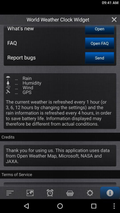 09:41 AM
World Weather Clock Widget
What's new
Open
FAQ
Open FAQ
Report bugs
Send
.. Rain
.. Humidity
.. Wind
.. GPS
The current weather is refreshed every 1 hour (or
3, 6, 12 hours by changing the settings) and the
rain information is refreshed every 4 hours, in order
to save battery life. Information displayed may
therefore be different from actual conditions.
Credits
Thank you for using us. This application uses data
from Open Weather Map, Microsoft, NASA and
JAXA.
Terms of Service